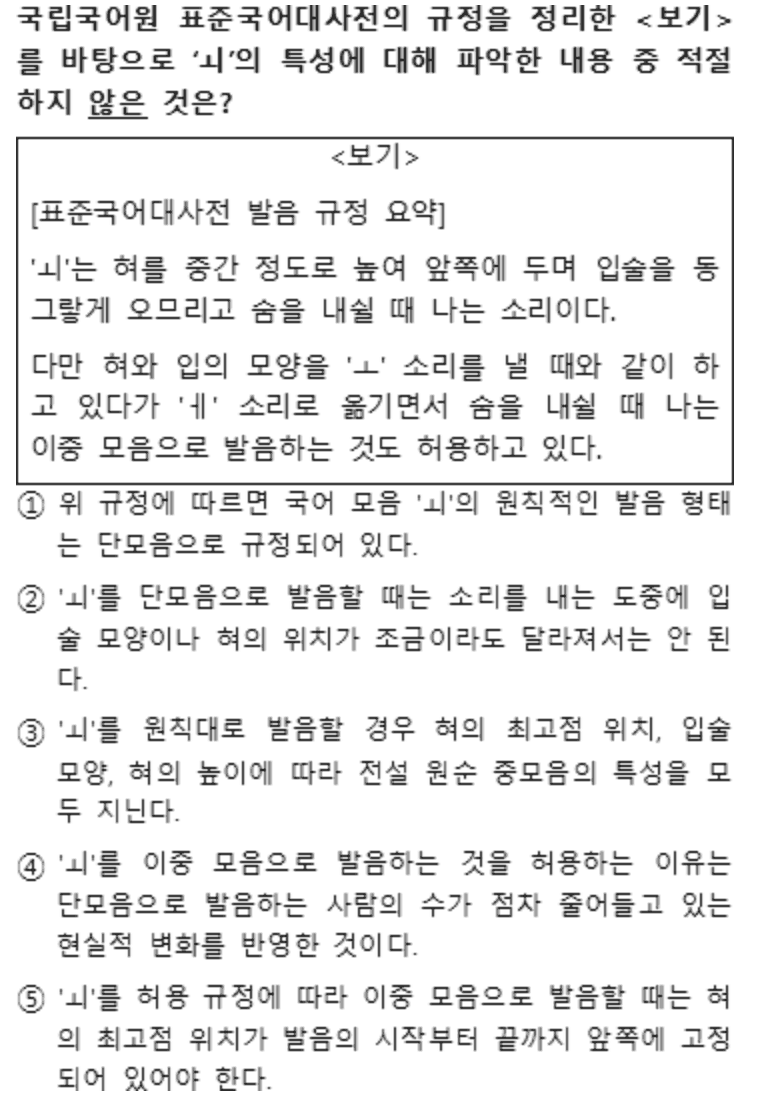 국립국어원 표준국어대사전의 규정을 정리한 <보기>
를 바탕으로 'ㅚ'의 특성에 대해 파악한 내용 중 적절
하지 않은 것은?
<보기>
[표준국어대사전 발음 규정 요약]
'ㅚ'는 혀를 중간 정도로 높여 앞쪽에 두며 입술을 동
그랗게 오므리고 숨을 내쉴 때 나는 소리이다.
다만 혀와 입의 모양을 'ㅗ' 소리를 낼 때와 같이 하
고 있다가 'ㅔ' 소리로 옮기면서 숨을 내쉴 때 나는
이중 모음으로 발음하는 것도 허용하고 있다.
① 위 규정에 따르면 국어 모음 'ㅚ'의 원칙적인 발음 형태
는 단모음으로 규정되어 있다.
② 'ㅚ'를 단모음으로 발음할 때는 소리를 내는 도중에 입
술 모양이나 혀의 위치가 조금이라도 달라져서는 안 된
다.
③ 'ㅚ'를 원칙대로 발음할 경우 혀의 최고점 위치, 입술
모양, 혀의 높이에 따라 전설 원순 중모음의 특성을 모
두 지닌다.
④ 'ㅚ'를 이중 모음으로 발음하는 것을 허용하는 이유는
단모음으로 발음하는 사람의 수가 점차 줄어들고 있는
현실적 변화를 반영한 것이다.
⑤ 'ㅚ'를 허용 규정에 따라 이중 모음으로 발음할 때는 혀
의 최고점 위치가 발음의 시작부터 끝까지 앞쪽에 고정
되어 있어야 한다.